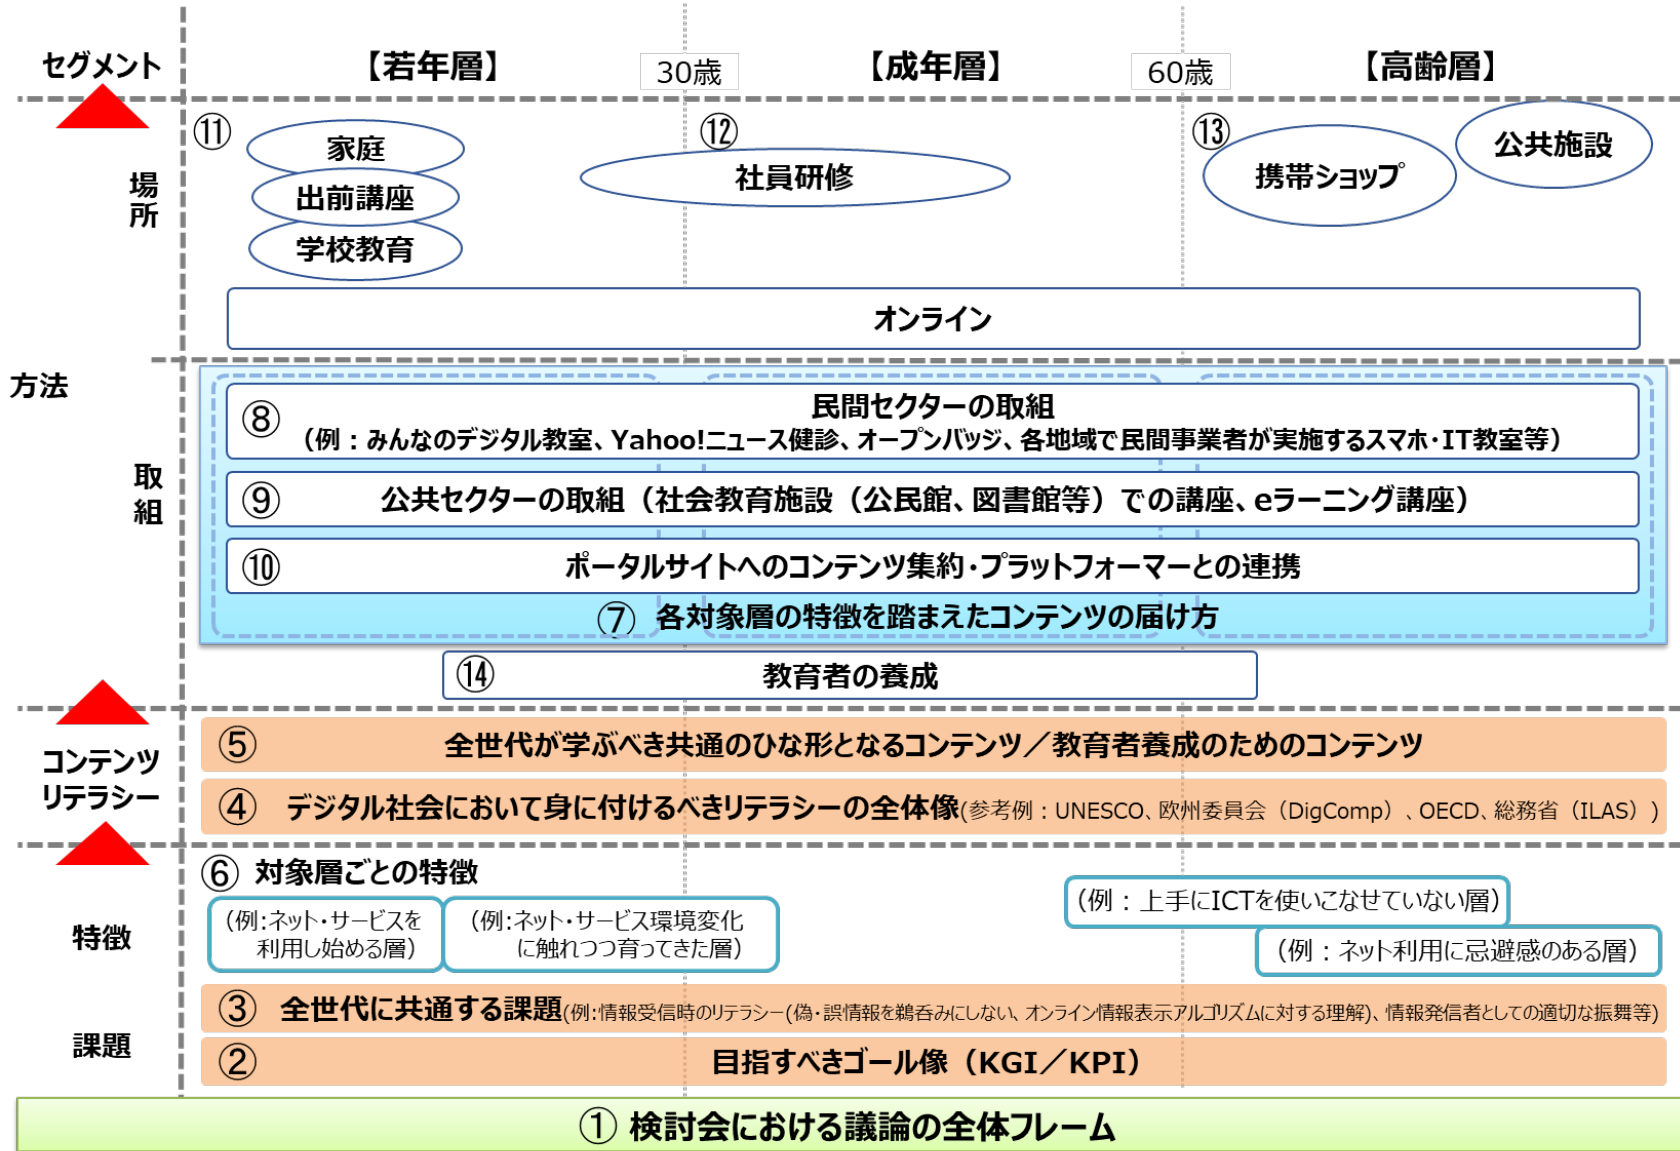 セグメント
【若年層】
30歳
【成年層】
60歳
【高齢層】
場所
⑪
家庭
出前講座
学校教育
⑫
社員研修
⑬
携帯ショップ
公共施設
オンライン
方法
取組
⑧
民間セクターの取組
（例：みんなのデジタル教室、Yahoo!ニュース健診、オープンバッジ、各地域で民間事業者が実施するスマホ・IT教室等）
⑨ 公共セクターの取組（社会教育施設（公民館、図書館等）での講座、eラーニング講座）
⑩ ポータルサイトへのコンテンツ集約・プラットフォーマーとの連携
⑦ 各対象層の特徴を踏まえたコンテンツの届け方
⑭ 教育者の養成
コンテンツ
リテラシー
⑤ 全世代が学ぶべき共通のひな形となるコンテンツ／教育者養成のためのコンテンツ
④ デジタル社会において身に付けるべきリテラシーの全体像(参考例：UNESCO、欧州委員会（DigComp）、OECD、総務省（ILAS）)
特徴
⑥ 対象層ごとの特徴
（例:ネット・サービスを
利用し始める層）
（例:ネット・サービス環境変化
に触れつつ育ってきた層）
（例：上手にICTを使いこなせていない層）
（例：ネット利用に忌避感のある層）
課題
③ 全世代に共通する課題(例:情報受信時のリテラシー(偽・誤情報を鵜呑みにしない、オンライン情報表示アルゴリズムに対する理解)、情報発信者としての適切な振舞等)
② 目指すべきゴール像（KGI／KPI）
① 検討会における議論の全体フレーム